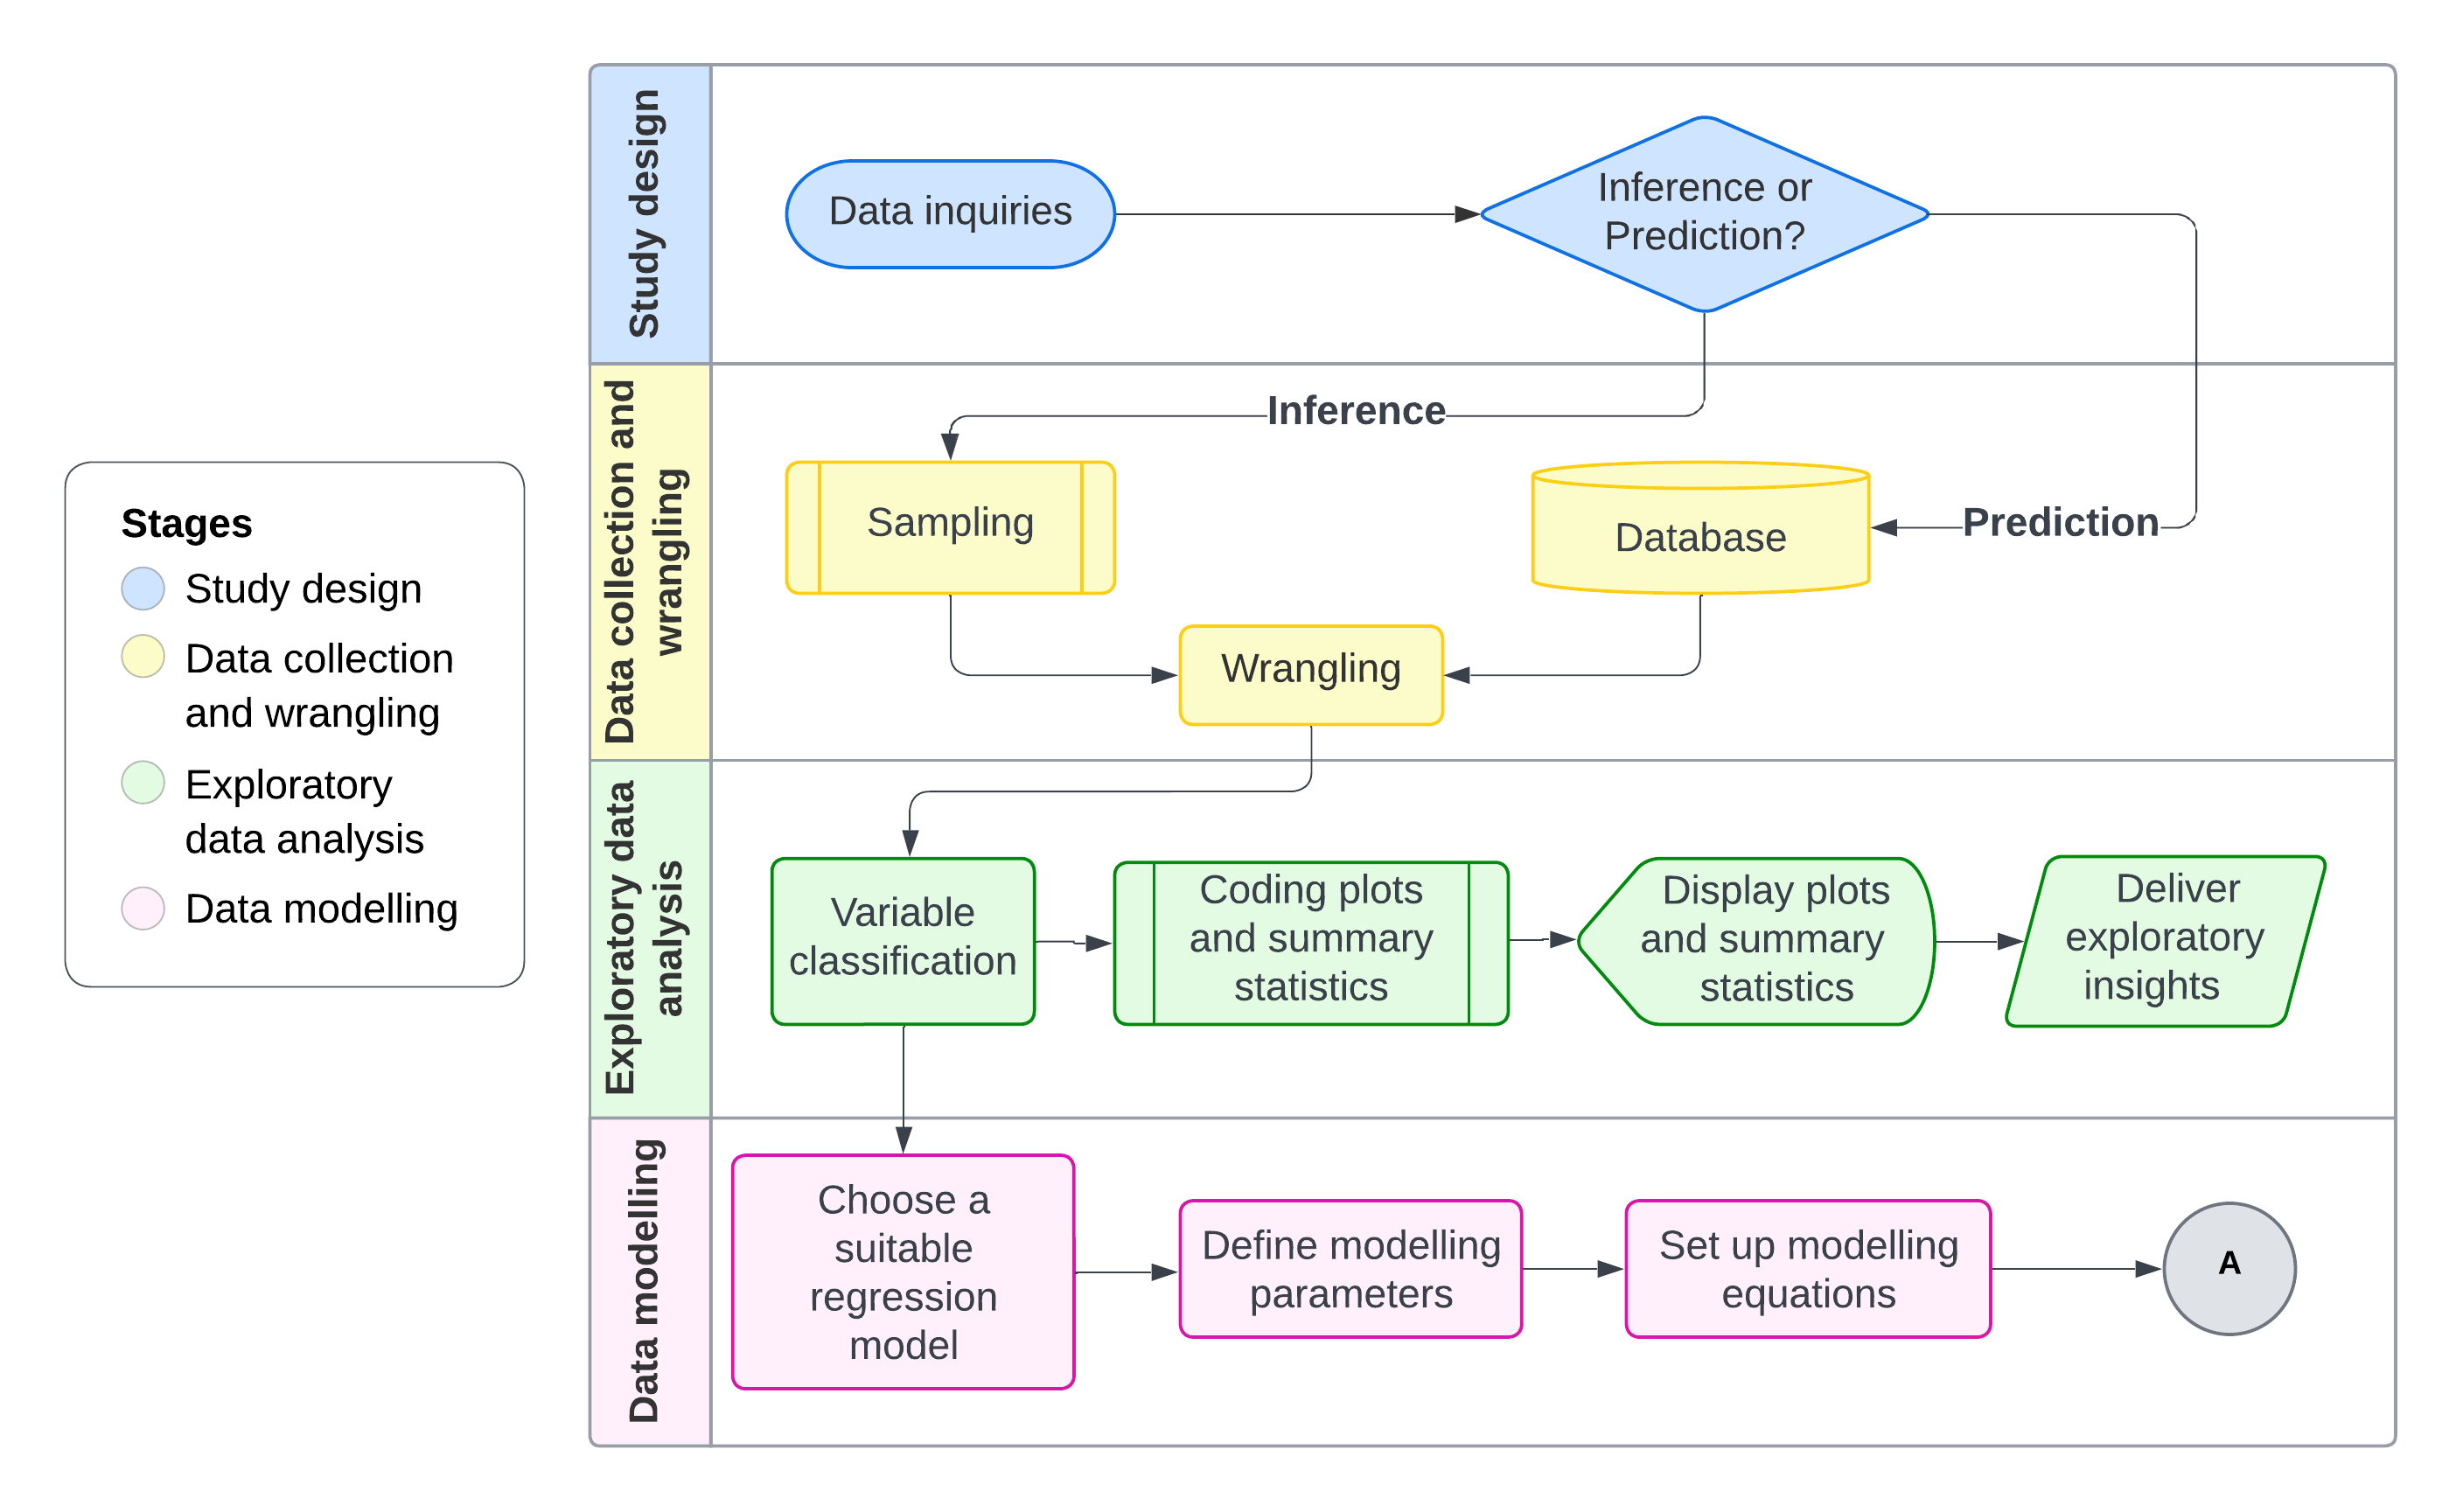 Stages
Study design
Data collection
and wrangling
Exploratory
data analysis
Data modelling
Study design
Data inquiries
Inference or
Prediction?
Data collection and
wrangling
Inference
Prediction
Sampling
Database
Wrangling
Exploratory data
analysis
Variable
classification
Coding plots
and summary
statistics
Display plots
and summary
statistics
Deliver
exploratory
insights
Data modelling
Choose a
suitable
regression
model
Define modelling
parameters
Set up modelling
equations
A